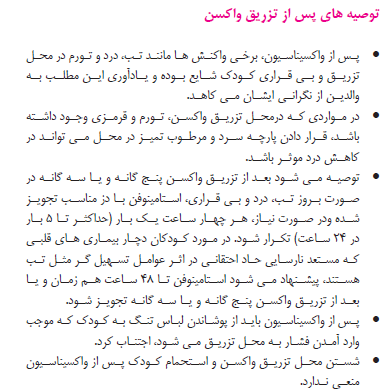 توصیه های پس از تزریق واکسن
• پس از واکسیناسیون، برخی واکنش ها مانند تب، درد و تورم در محل
تزریق و بی قراری کودک شایع بوده و یادآوری این مطلب به
والدین از نگرانی ایشان می کاهد.
• در مواردی که درمحل تزریق واکسن، تورم و قرمزی وجود داشته
باشد، قرار دادن پارچه سرد و مرطوب تمیز در محل می تواند در
کاهش درد موثر باشد.
• توصیه می شود بعد از تزریق واکسن پنج گانه و یا سه گانه در
صورت بروز تب، درد و بی قراری، استامینوفن با دز مناسب تجویز
شده ودر صورت نیاز، هر چهار ساعت یک بار (حداکثر تا ۵ بار
در ۲۴ ساعت) تکرار شود. در مورد کودکان دچار بیماری های قلبی
که مستعد نارسایی حاد احتقانی در اثر عوامل تسهیل گر مثل تب
هستند، پیشنهاد می شود استامینوفن تا ۴۸ ساعت هم زمان و یا
بعد از تزریق واکسن پنج گانه و یا سه گانه تجویز شود.
• پس از واکسیناسیون باید از پوشاندن لباس تنگ به کودک که موجب
وارد آمدن فشار به محل تزریق می شود، اجتناب کرد.
• شستن محل تزریق واکسن و استحمام کودک پس از واکسیناسیون
منعی ندارد.